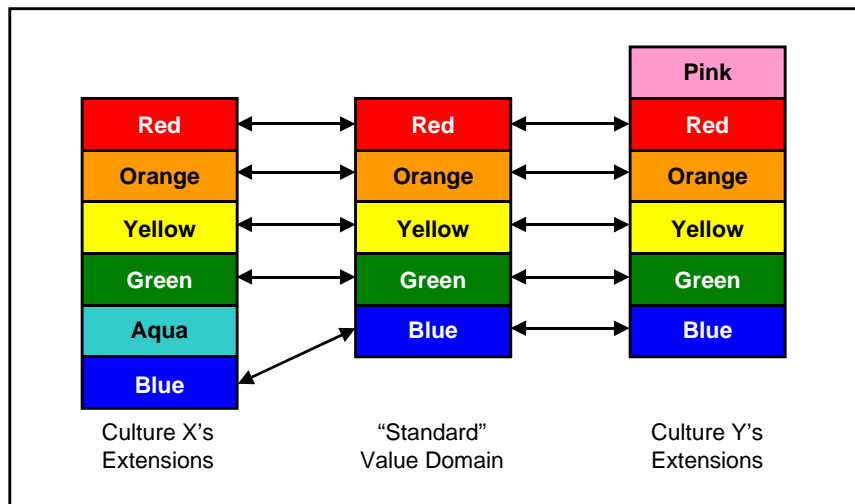 Pink
Red
Red
Red
Orange
Orange
Orange
Yellow
Yellow
Yellow
Green
Green
Green
Aqua
Blue
Blue
Blue
Culture X's
Extensions
“Standard”
Value Domain
Culture Y's
Extensions